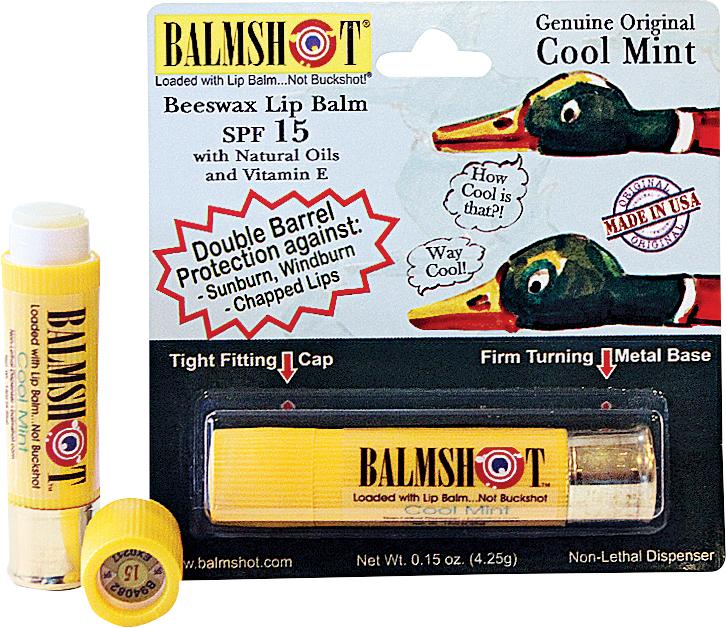 BALMSHOT®
Loaded with Lip Balm...Not Buckshot!®
Beeswax Lip Balm
SPF 15
with Natural Oils
and Vitamin E
Genuine Original
Cool Mint
How
Cool is
that?!
Way
Cool!
ORIGINAL
MADE IN USA
ORIGINAL
Double Barrel
Protection against:
- Sunburn, Windburn
- Chapped Lips
Tight Fitting Cap
Firm Turning Metal Base
BALMSHOT™
Loaded with Lip Balm...Not Buckshot
Cool Mint
www.balmshot.com
Net Wt. 0.15 oz. (4.25g)
Non-Lethal Dispenser
BALMSHOT™
Loaded with Lip Balm...Not Buckshot
Cool Mint
15